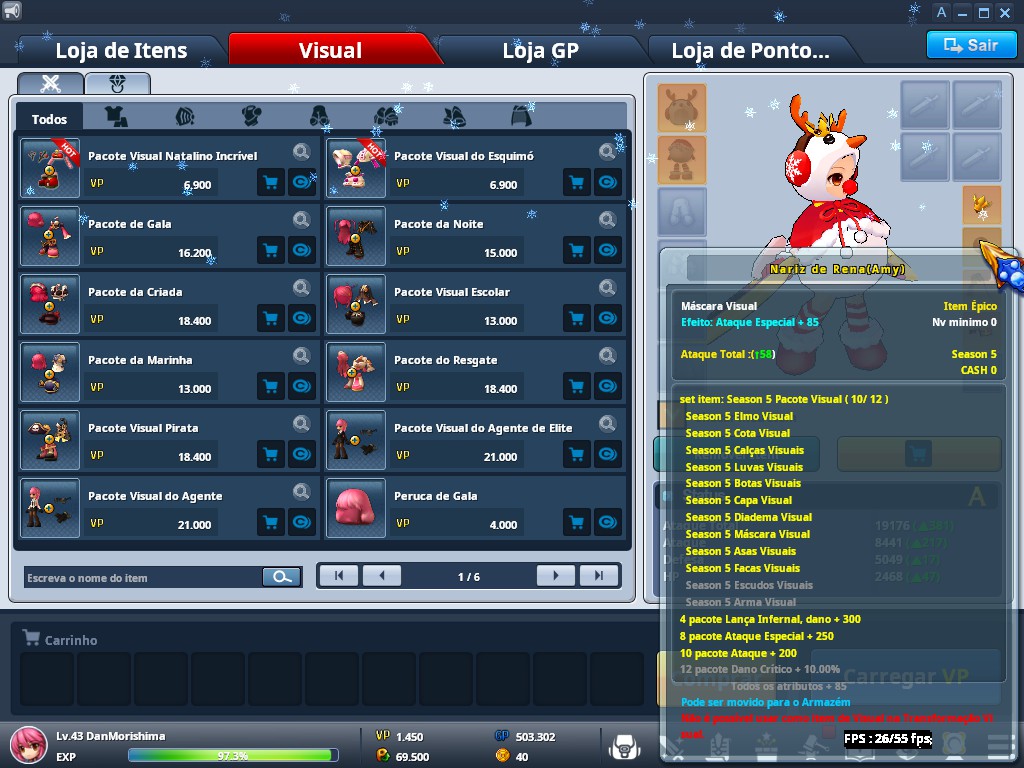 A
Loja de Itens
Visual
Loja GP
Loja de Ponto...
Sair
Todos
HOT
Pacote Visual Natalino Incrível
VP 6.900
HOT
Pacote Visual do Esquimó
VP 6.900
Pacote de Gala
VP 16.200
Pacote da Noite
VP 15.000
Pacote da Criada
VP 18.400
Pacote Visual Escolar
VP 13.000
Pacote da Marinha
VP 13.000
Pacote do Resgate
VP 18.400
Pacote Visual Pirata
VP 18.400
Pacote Visual do Agente de Elite
VP 21.000
Pacote Visual do Agente
VP 21.000
Peruca de Gala
VP 4.000
Escreva o nome do item
1 / 6
Nariz de Rena(Amy)
Máscara Visual
Item Épico
Efeito: Ataque Especial + 85
Nv minimo 0
Ataque Total :(↑58)
Season 5
CASH 0
set item: Season 5 Pacote Visual ( 10/ 12 )
Season 5 Elmo Visual
Season 5 Cota Visual
Season 5 Calças Visuais
Season 5 Luvas Visuais
Season 5 Botas Visuais
Season 5 Capa Visual
Season 5 Diadema Visual
Season 5 Máscara Visual
Season 5 Asas Visuais
Season 5 Facas Visuais
Season 5 Escudos Visuais
Season 5 Arma Visual
4 pacote Lança Infernal, dano + 300
8 pacote Ataque Especial + 250
10 pacote Ataque + 200
12 pacote Dano Crítico + 10.00%
Todos os atributos + 85
Pode ser movido para o Armazém
Status
A
Ataque Total 19176
Ataque 8441
Defesa 5049
HP 2468
Carregar VP
Carrinho
Lv.43 DanMorishima
EXP 97.3%
VP 1.450
GP 503.302
69.500
40
FPS : 26/55 fps;